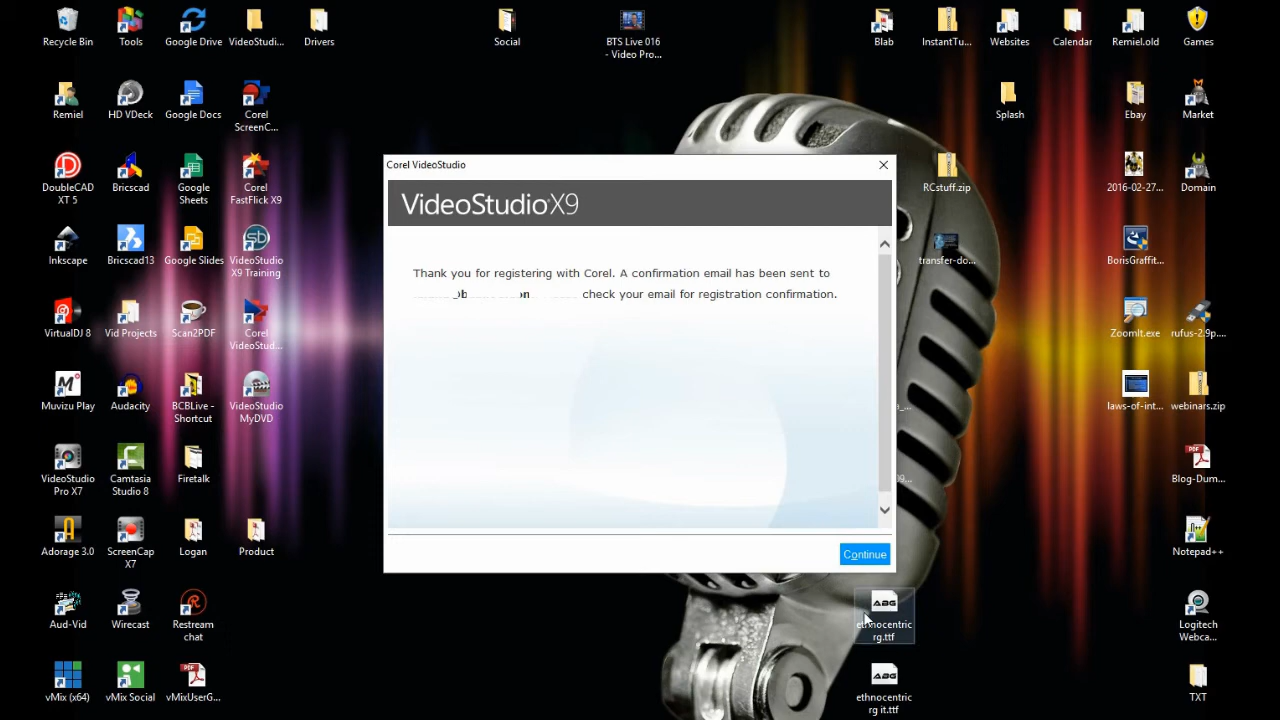 Recycle Bin
Tools
Google Drive
VideoStudi...
Drivers
Social
BTS Live 016
- Video Pro...
Blab
InstantTu...
Websites
Calendar
Remiel.old
Games
Remiel
HD VDeck
Google Docs
Corel
ScreenC...
Splash
Ebay
Market
Corel VideoStudio
VideoStudio X9
DoubleCAD
XT 5
Bricscad
Google
Sheets
Corel
FastFlick X9
RCstuff.zip
2016-02-27...
Domain
Inkscape
Bricscad13
Google Slides
VideoStudio
X9 Training
transfer-do...
BorisGraffit...
Thank you for registering with Corel. A confirmation email has been sent to
check your email for registration confirmation.
VirtualDJ 8
Vid Projects
Scan2PDF
Corel
VideoStud...
ZoomIt.exe
rufus-2.9p....
Muvizu Play
Audacity
BCBLive -
Shortcut
VideoStudio
MyDVD
laws-of-int...
webinars.zip
VideoStudio
Pro X7
Camtasia
Studio 8
Firetalk
Blog-Dum...
Adorage 3.0
ScreenCap
X7
Logan
Product
Continue
Notepad++
Aud-Vid
Wirecast
Restream
chat
ABG
ethnocentric
rg.ttf
Logitech
Webca...
vMix (x64)
vMix Social
vMixUserG...
ABG
ethnocentric
rg it.ttf
TXT